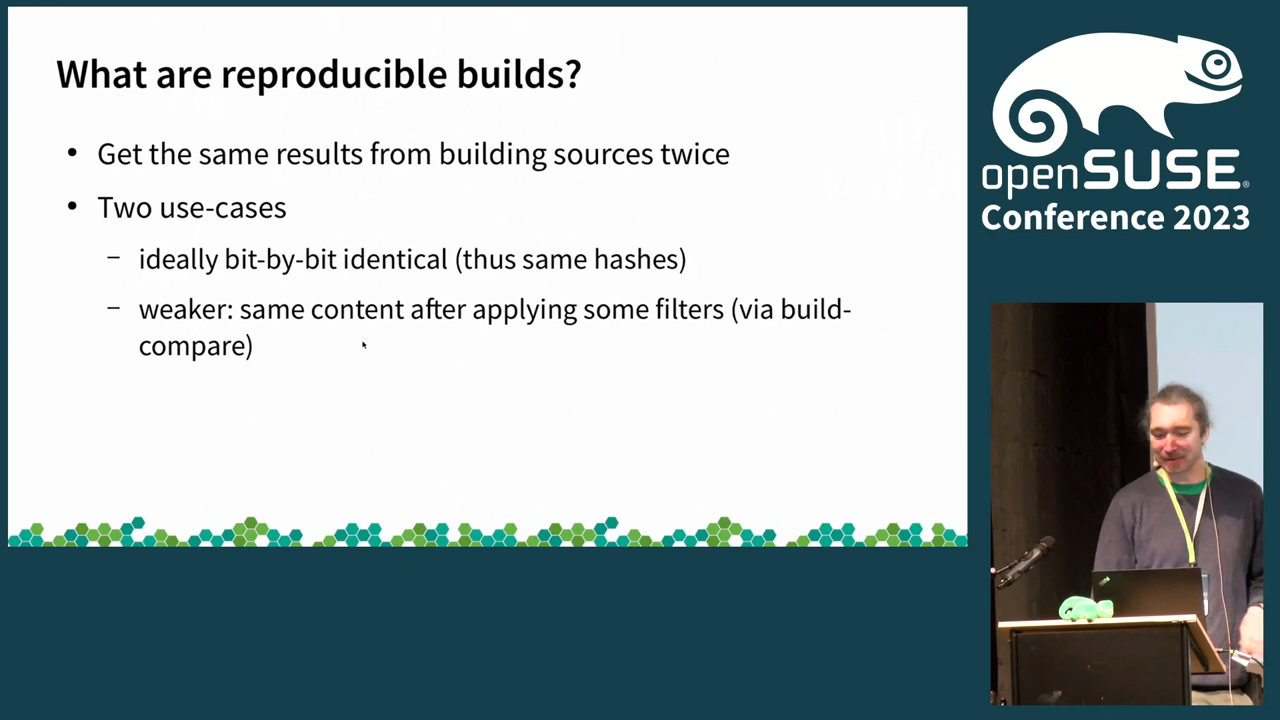 What are reproducible builds?
• Get the same results from building sources twice
• Two use-cases
– ideally bit-by-bit identical (thus same hashes)
– weaker: same content after applying some filters (via build-
compare)
openSUSE®
Conference 2023